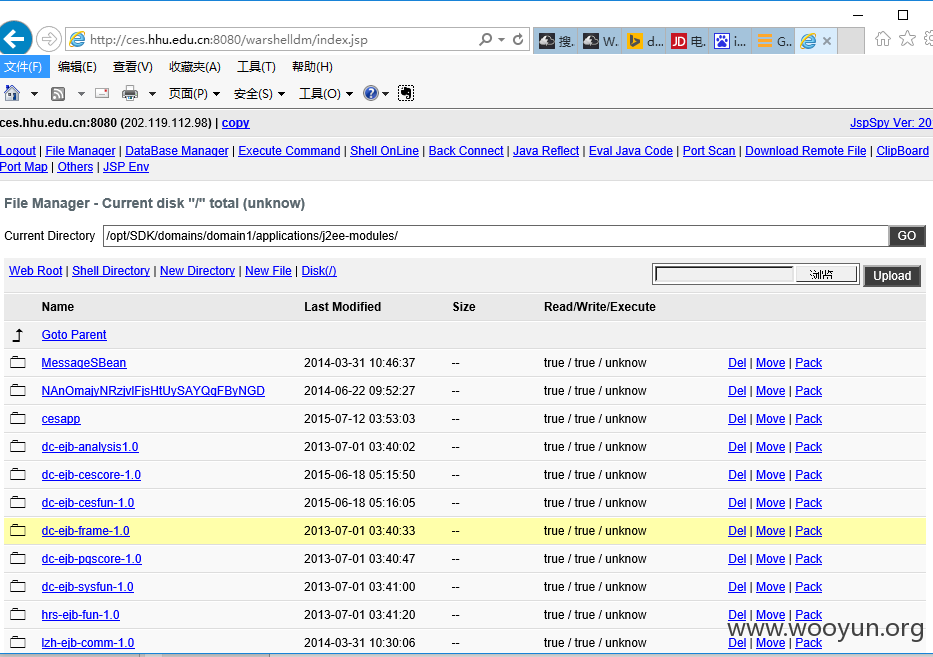 http://ces.hhu.edu.cn:8080/warshelldm/index.jsp
搜. W. d... JD 电. i... G..
文件(F) 编辑(E) 查看(V) 收藏夹(A) 工具(T) 帮助(H)
页面(P) 安全(S) 工具(O)
ces.hhu.edu.cn:8080 (202.119.112.98) | copy JspSpy Ver: 20
Logout | File Manager | DataBase Manager | Execute Command | Shell OnLine | Back Connect | Java Reflect | Eval Java Code | Port Scan | Download Remote File | ClipBoard
Port Map | Others | JSP Env
File Manager - Current disk "/" total (unknow)
Current Directory /opt/SDK/domains/domain1/applications/j2ee-modules/ GO
Web Root | Shell Directory | New Directory | New File | Disk(/) 浏览 Upload
Name Last Modified Size Read/Write/Execute
Goto Parent
MessageSBean 2014-03-31 10:46:37 -- true / true / unknow Del | Move | Pack
NAnOmajyNRzjvlFjsHtUySAYQqFByNGD 2014-06-22 09:52:27 -- true / true / unknow Del | Move | Pack
cesapp 2015-07-12 03:53:03 -- true / true / unknow Del | Move | Pack
dc-ejb-analysis1.0 2013-07-01 03:40:02 -- true / true / unknow Del | Move | Pack
dc-ejb-cescore-1.0 2015-06-18 05:15:50 -- true / true / unknow Del | Move | Pack
dc-ejb-cesfun-1.0 2015-06-18 05:16:05 -- true / true / unknow Del | Move | Pack
dc-ejb-frame-1.0 2013-07-01 03:40:33 -- true / true / unknow Del | Move | Pack
dc-ejb-pgscore-1.0 2013-07-01 03:40:47 -- true / true / unknow Del | Move | Pack
dc-ejb-sysfun-1.0 2013-07-01 03:41:00 -- true / true / unknow Del | Move | Pack
hrs-ejb-fun-1.0 2013-07-01 03:41:20 -- true / true / unknow Del | Move | Pack
lzh-ejb-comm-1.0 2014-03-31 10:30:06 -- true / true / unknow Del | Move | Pack
www.wooyun.org